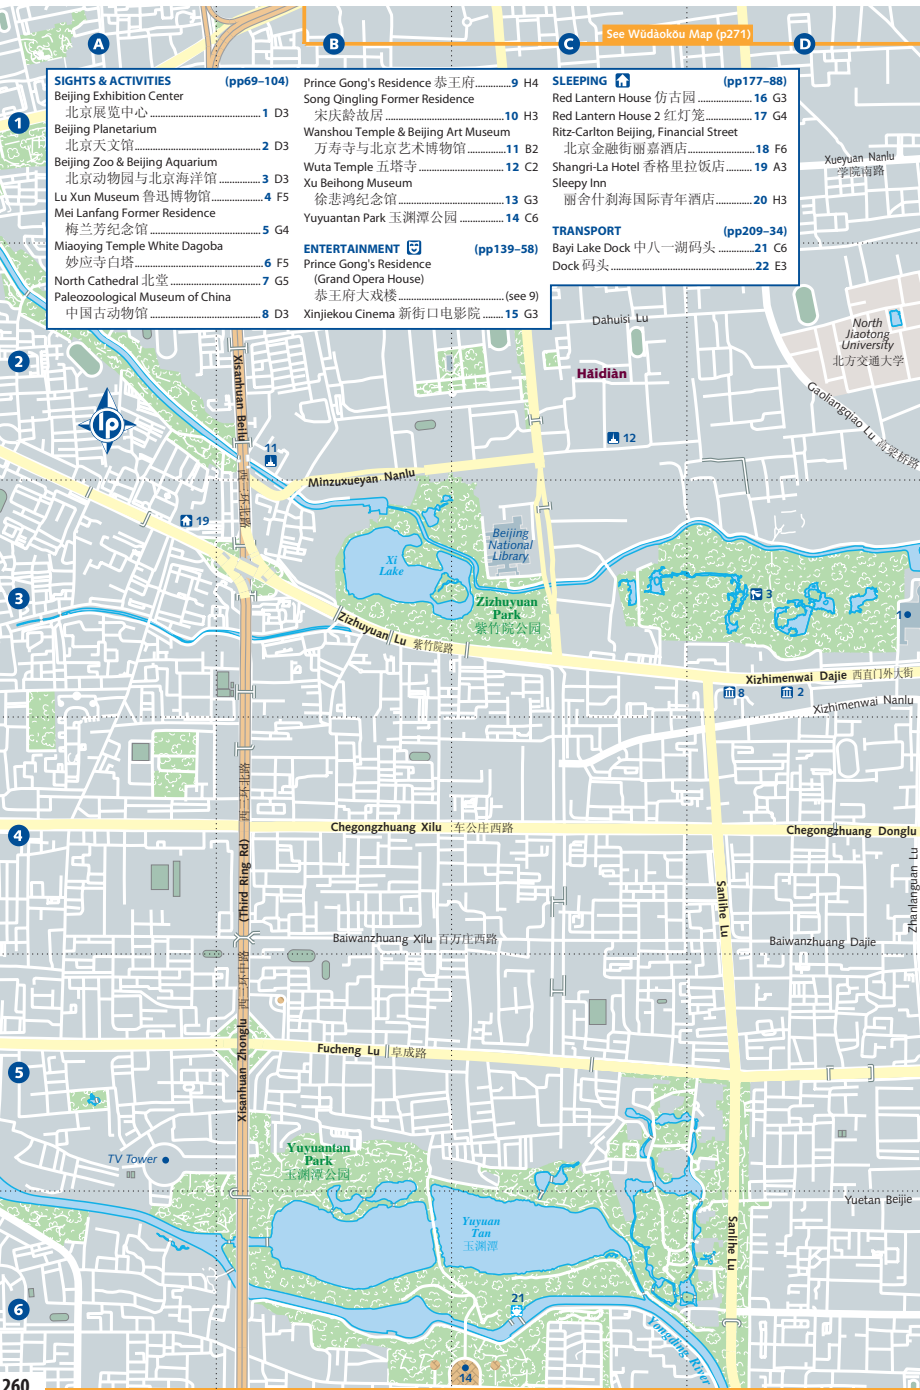 See Wǔdàokǒu Map (p271)
A
B
C
D
SIGHTS & ACTIVITIES (pp69–104)
Beijing Exhibition Center
北京展览中心 1 D3
Beijing Planetarium
北京天文馆 2 D3
Beijing Zoo & Beijing Aquarium
北京动物园与北京海洋馆 3 D3
Lu Xun Museum 鲁迅博物馆 4 F5
Mei Lanfang Former Residence
梅兰芳纪念馆 5 G4
Miaoying Temple White Dagoba
妙应寺白塔 6 F5
North Cathedral 北堂 7 G5
Paleozoological Museum of China
中国古动物馆 8 D3
Prince Gong's Residence 恭王府 9 H4
Song Qingling Former Residence
宋庆龄故居 10 H3
Wanshou Temple & Beijing Art Museum
万寿寺与北京艺术博物馆 11 B2
Wuta Temple 五塔寺 12 C2
Xu Beihong Museum
徐悲鸿纪念馆 13 G3
Yuyuantan Park 玉渊潭公园 14 C6
ENTERTAINMENT (pp139–58)
Prince Gong's Residence
(Grand Opera House)
恭王府大戏楼 (see 9)
Xinjiekou Cinema 新街口电影院 15 G3
SLEEPING (pp177–88)
Red Lantern House 仿古园 16 G3
Red Lantern House 2 红灯笼 17 G4
Ritz-Carlton Beijing, Financial Street
北京金融街丽嘉酒店 18 F6
Shangri-La Hotel 香格里拉饭店 19 A3
Sleepy Inn
丽舍什刹海国际青年酒店 20 H3
TRANSPORT (pp209–34)
Bayi Lake Dock 中八一湖码头 21 C6
Dock 码头 22 E3
1
Xueyuan Nanlu
学院南路
Dahuisi Lu
North
Jiaotong
University
北方交通大学
2
Hǎidiàn
Xisanhuan Beilu
Gaoliangqiao Lu 高梁桥路
lp
12
11
Minzuxueyan Nanlu
西三环北路
19
Beijing
National
Library
Xi
Lake
3
3
Zizhuyuan
Park
紫竹院公园
1
Zizhuyuan Lu 紫竹院路
Xizhimenwai Dajie 西直门外大街
8
2
Xizhimenwai Nanlu
西三环北路
4
Chegongzhuang Xilu 车公庄西路
Chegongzhuang Donglu
(Third Ring Rd)
Zhanlanguan Lu
Sanlihe Lu
Baiwanzhuang Xilu 百万庄西路
Baiwanzhuang Dajie
西三环中路
Xisanhuan Zhonglu
Fucheng Lu 阜成路
5
TV Tower
Yuyuantan
Park
玉渊潭公园
Yuetan Beijie
Yuyuan
Tan
玉渊潭
Sanlihe Lu
6
21
Yongding River
14
260